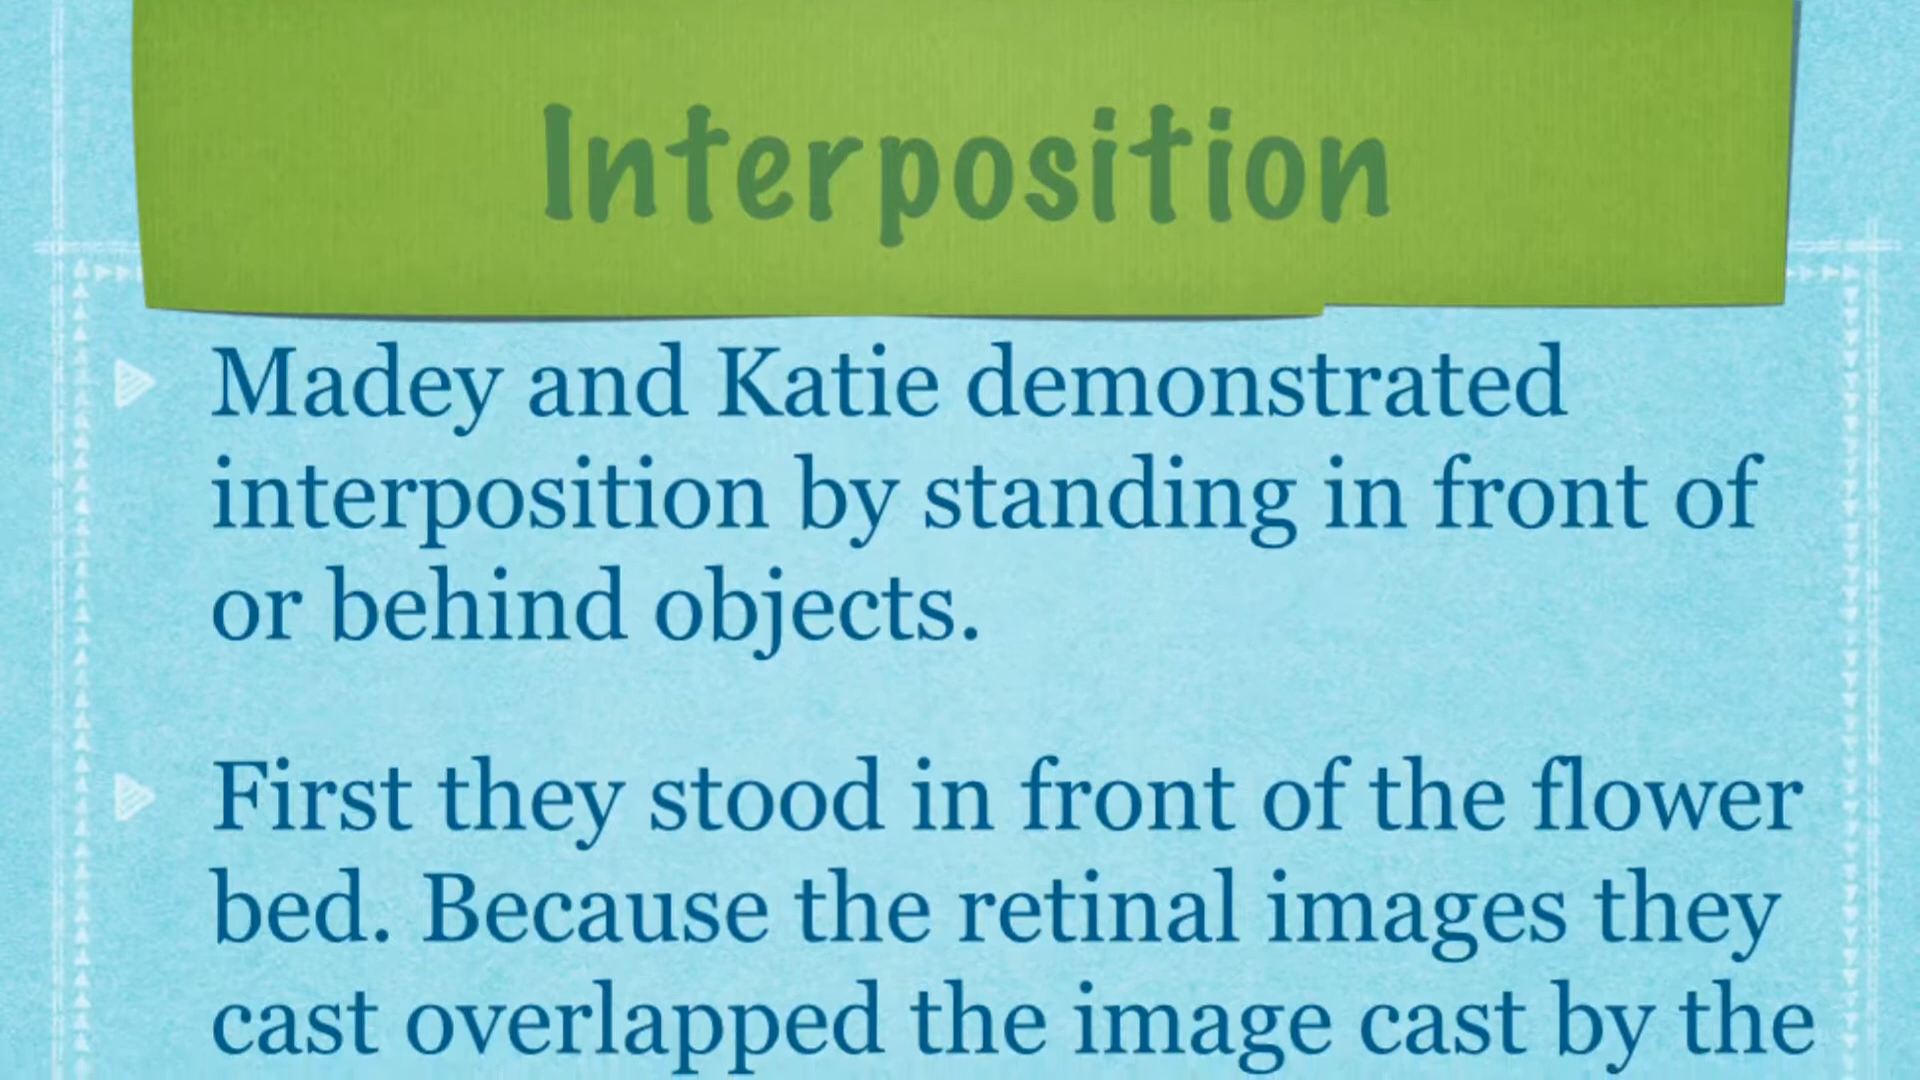 Interposition
Madey and Katie demonstrated
interposition by standing in front of
or behind objects.
First they stood in front of the flower
bed. Because the retinal images they
cast overlapped the image cast by the